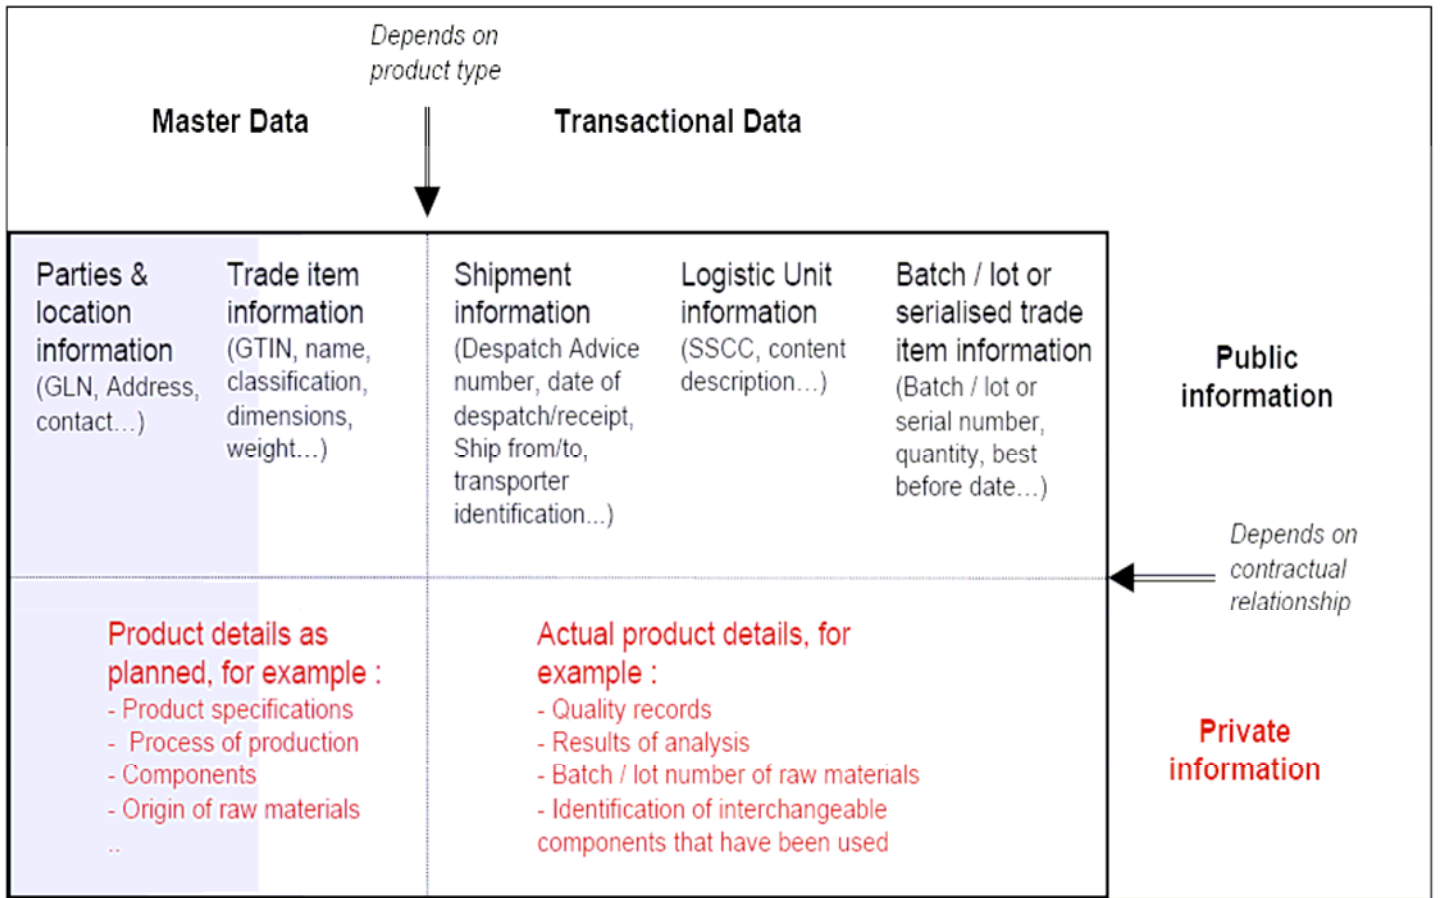 Depends on
product type
Master Data
Transactional Data
Parties &
location
information
(GLN, Address,
contact...)
Trade item
information
(GTIN, name,
classification,
dimensions,
weight...)
Shipment
information
(Despatch Advice
number, date of
despatch/receipt,
Ship from/to,
transporter
identification...)
Logistic Unit
information
(SSCC, content
description...)
Batch / lot or
serialised trade
item information
(Batch / lot or
serial number,
quantity, best
before date...)
Public
information
Depends on
contractual
relationship
Product details as
planned, for example :
- Product specifications
- Process of production
- Components
- Origin of raw materials
..
Actual product details, for
example :
- Quality records
- Results of analysis
- Batch / lot number of raw materials
- Identification of interchangeable
components that have been used
Private
information